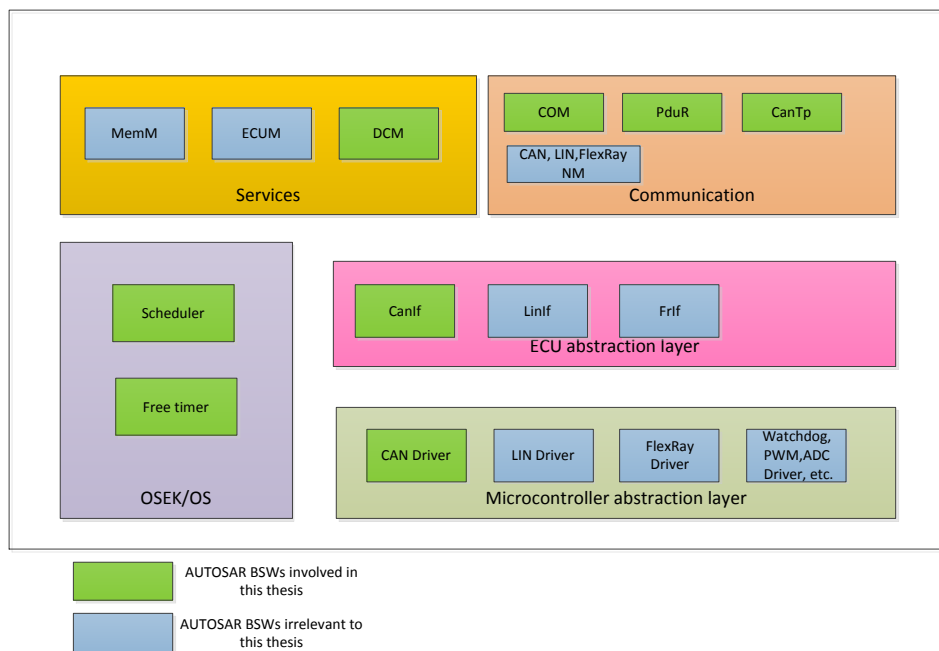 MemM
ECUM
DCM
Services
COM
PduR
CanTp
CAN, LIN,FlexRay
NM
Communication
Scheduler
Free timer
OSEK/OS
CanIf
LinIf
FrIf
ECU abstraction layer
CAN Driver
LIN Driver
FlexRay
Driver
Watchdog,
PWM,ADC
Driver, etc.
Microcontroller abstraction layer
AUTOSAR BSWs involved in
this thesis
AUTOSAR BSWs irrelevant to
this thesis